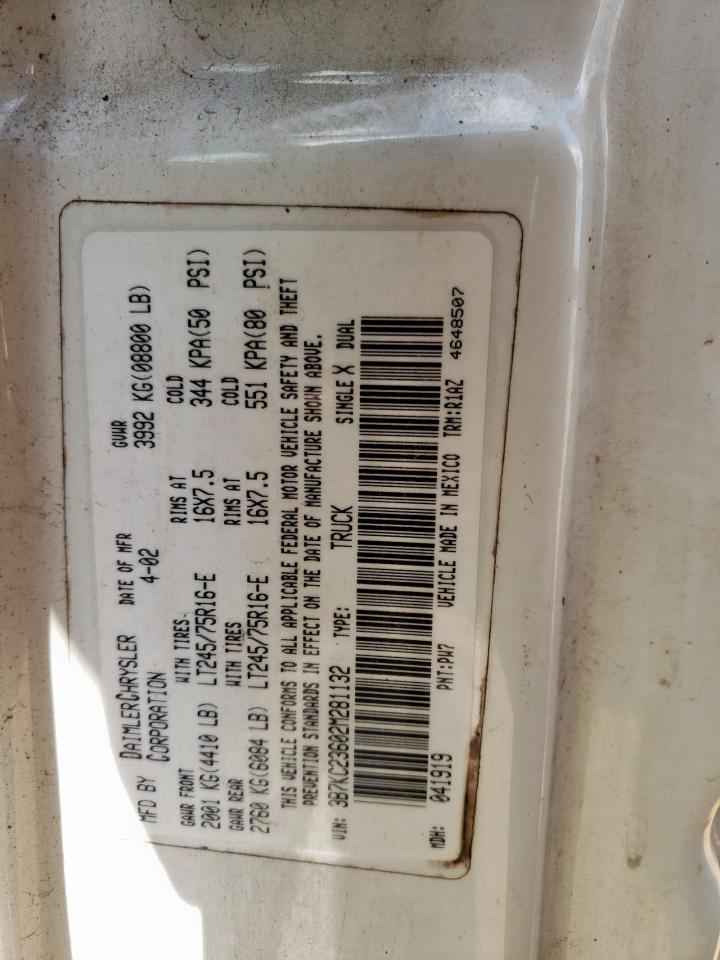 MFD BY DAIMLERCHRYSLER DATE OF MFR GVWR
CORPORATION 4-02 3992 KG(08800 LB)
GAWR FRONT WITH TIRES RIMS AT COLD
2001 KG(4410 LB) LT245/75R16-E 16X7.5 344 KPA(50 PSI)
GAWR REAR WITH TIRES RIMS AT COLD
2760 KG(6084 LB) LT245/75R16-E 16X7.5 551 KPA(80 PSI)
THIS VEHICLE CONFORMS TO ALL APPLICABLE FEDERAL MOTOR VEHICLE SAFETY AND THEFT
PREVENTION STANDARDS IN EFFECT ON THE DATE OF MANUFACTURE SHOWN ABOVE.
VIN: 3B7KC23602M281132 TYPE: TRUCK SINGLE X DUAL
MDH: 041919 PNT:PW7 VEHICLE MADE IN MEXICO TRM:R1AZ 4648507